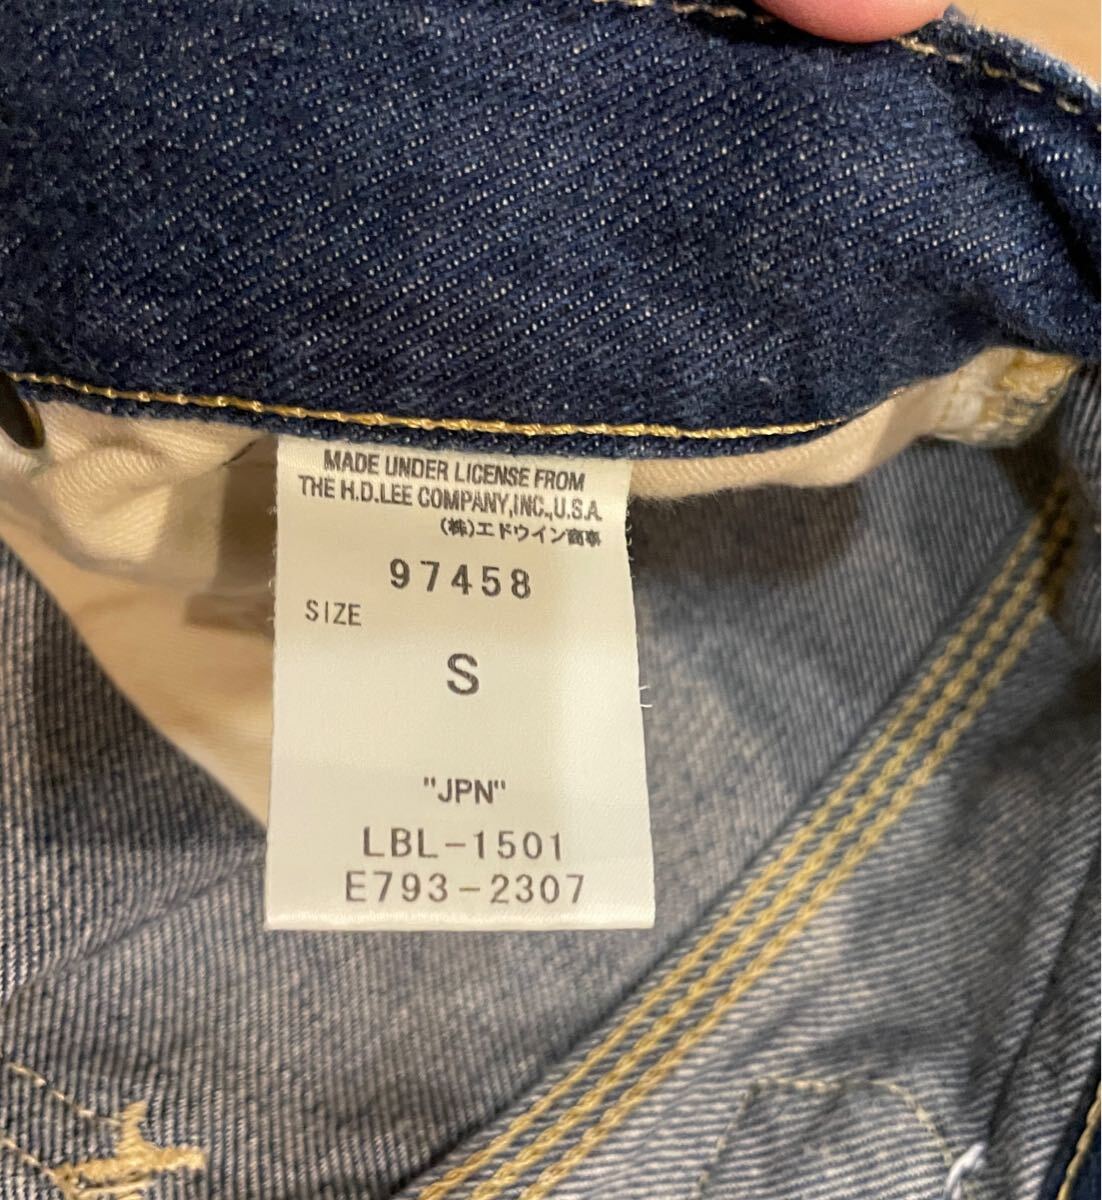 MADE UNDER LICENSE FROM
THE H.D.LEE COMPANY,INC.,U.S.A.
(株)エドウイン商事
97458
SIZE
S
"JPN"
LBL-1501
E793-2307